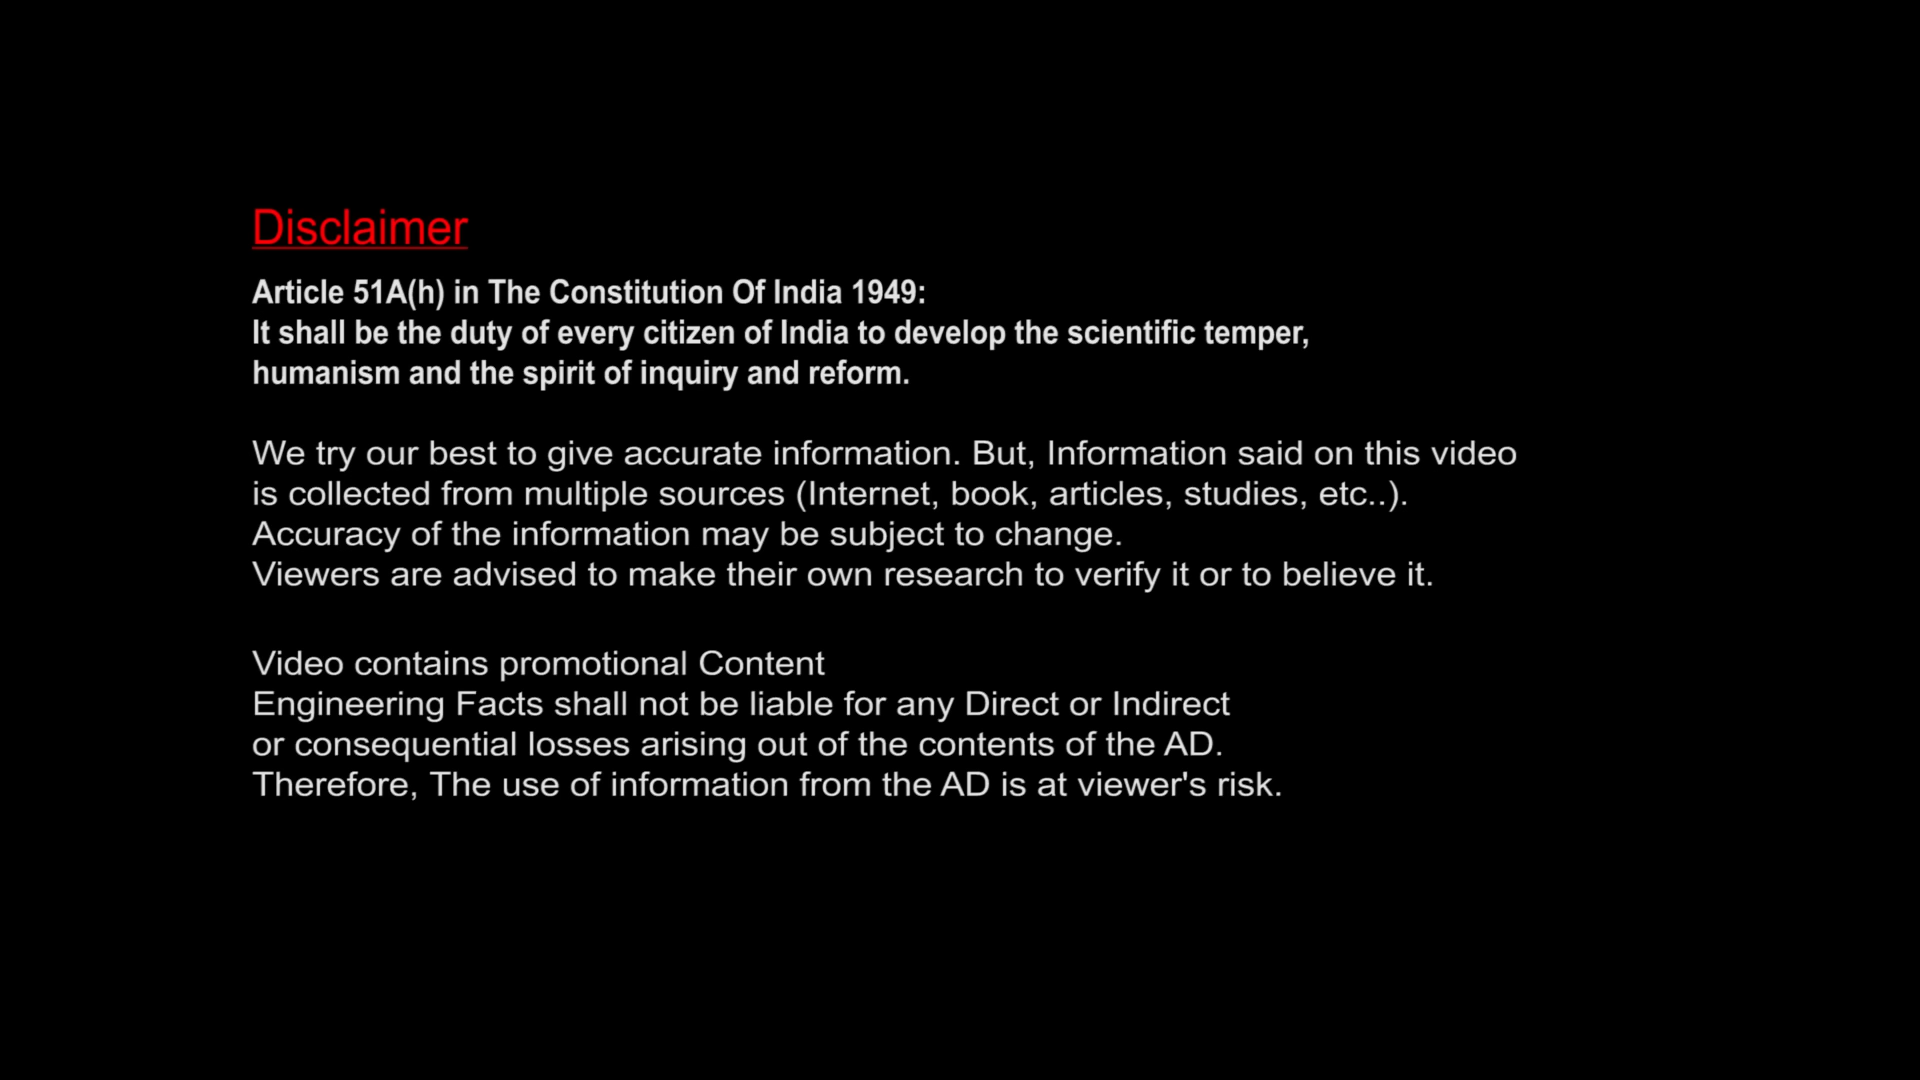 Disclaimer
Article 51A(h) in The Constitution Of India 1949:
It shall be the duty of every citizen of India to develop the scientific temper,
humanism and the spirit of inquiry and reform.
We try our best to give accurate information. But, Information said on this video
is collected from multiple sources (Internet, book, articles, studies, etc..).
Accuracy of the information may be subject to change.
Viewers are advised to make their own research to verify it or to believe it.
Video contains promotional Content
Engineering Facts shall not be liable for any Direct or Indirect
or consequential losses arising out of the contents of the AD.
Therefore, The use of information from the AD is at viewer's risk.